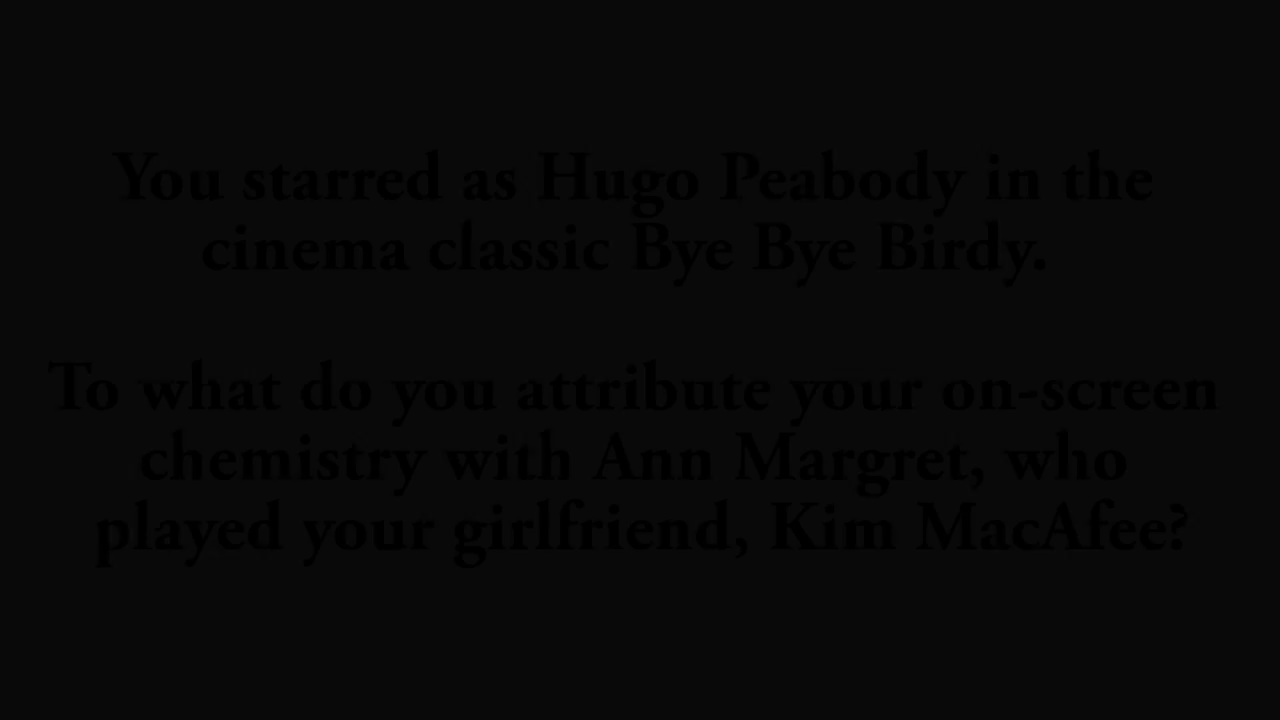 You starred as Hugo Peabody in the
cinema classic Bye Bye Birdy.
To what do you attribute your on-screen
chemistry with Ann Margret, who
played your girlfriend, Kim MacAfee?